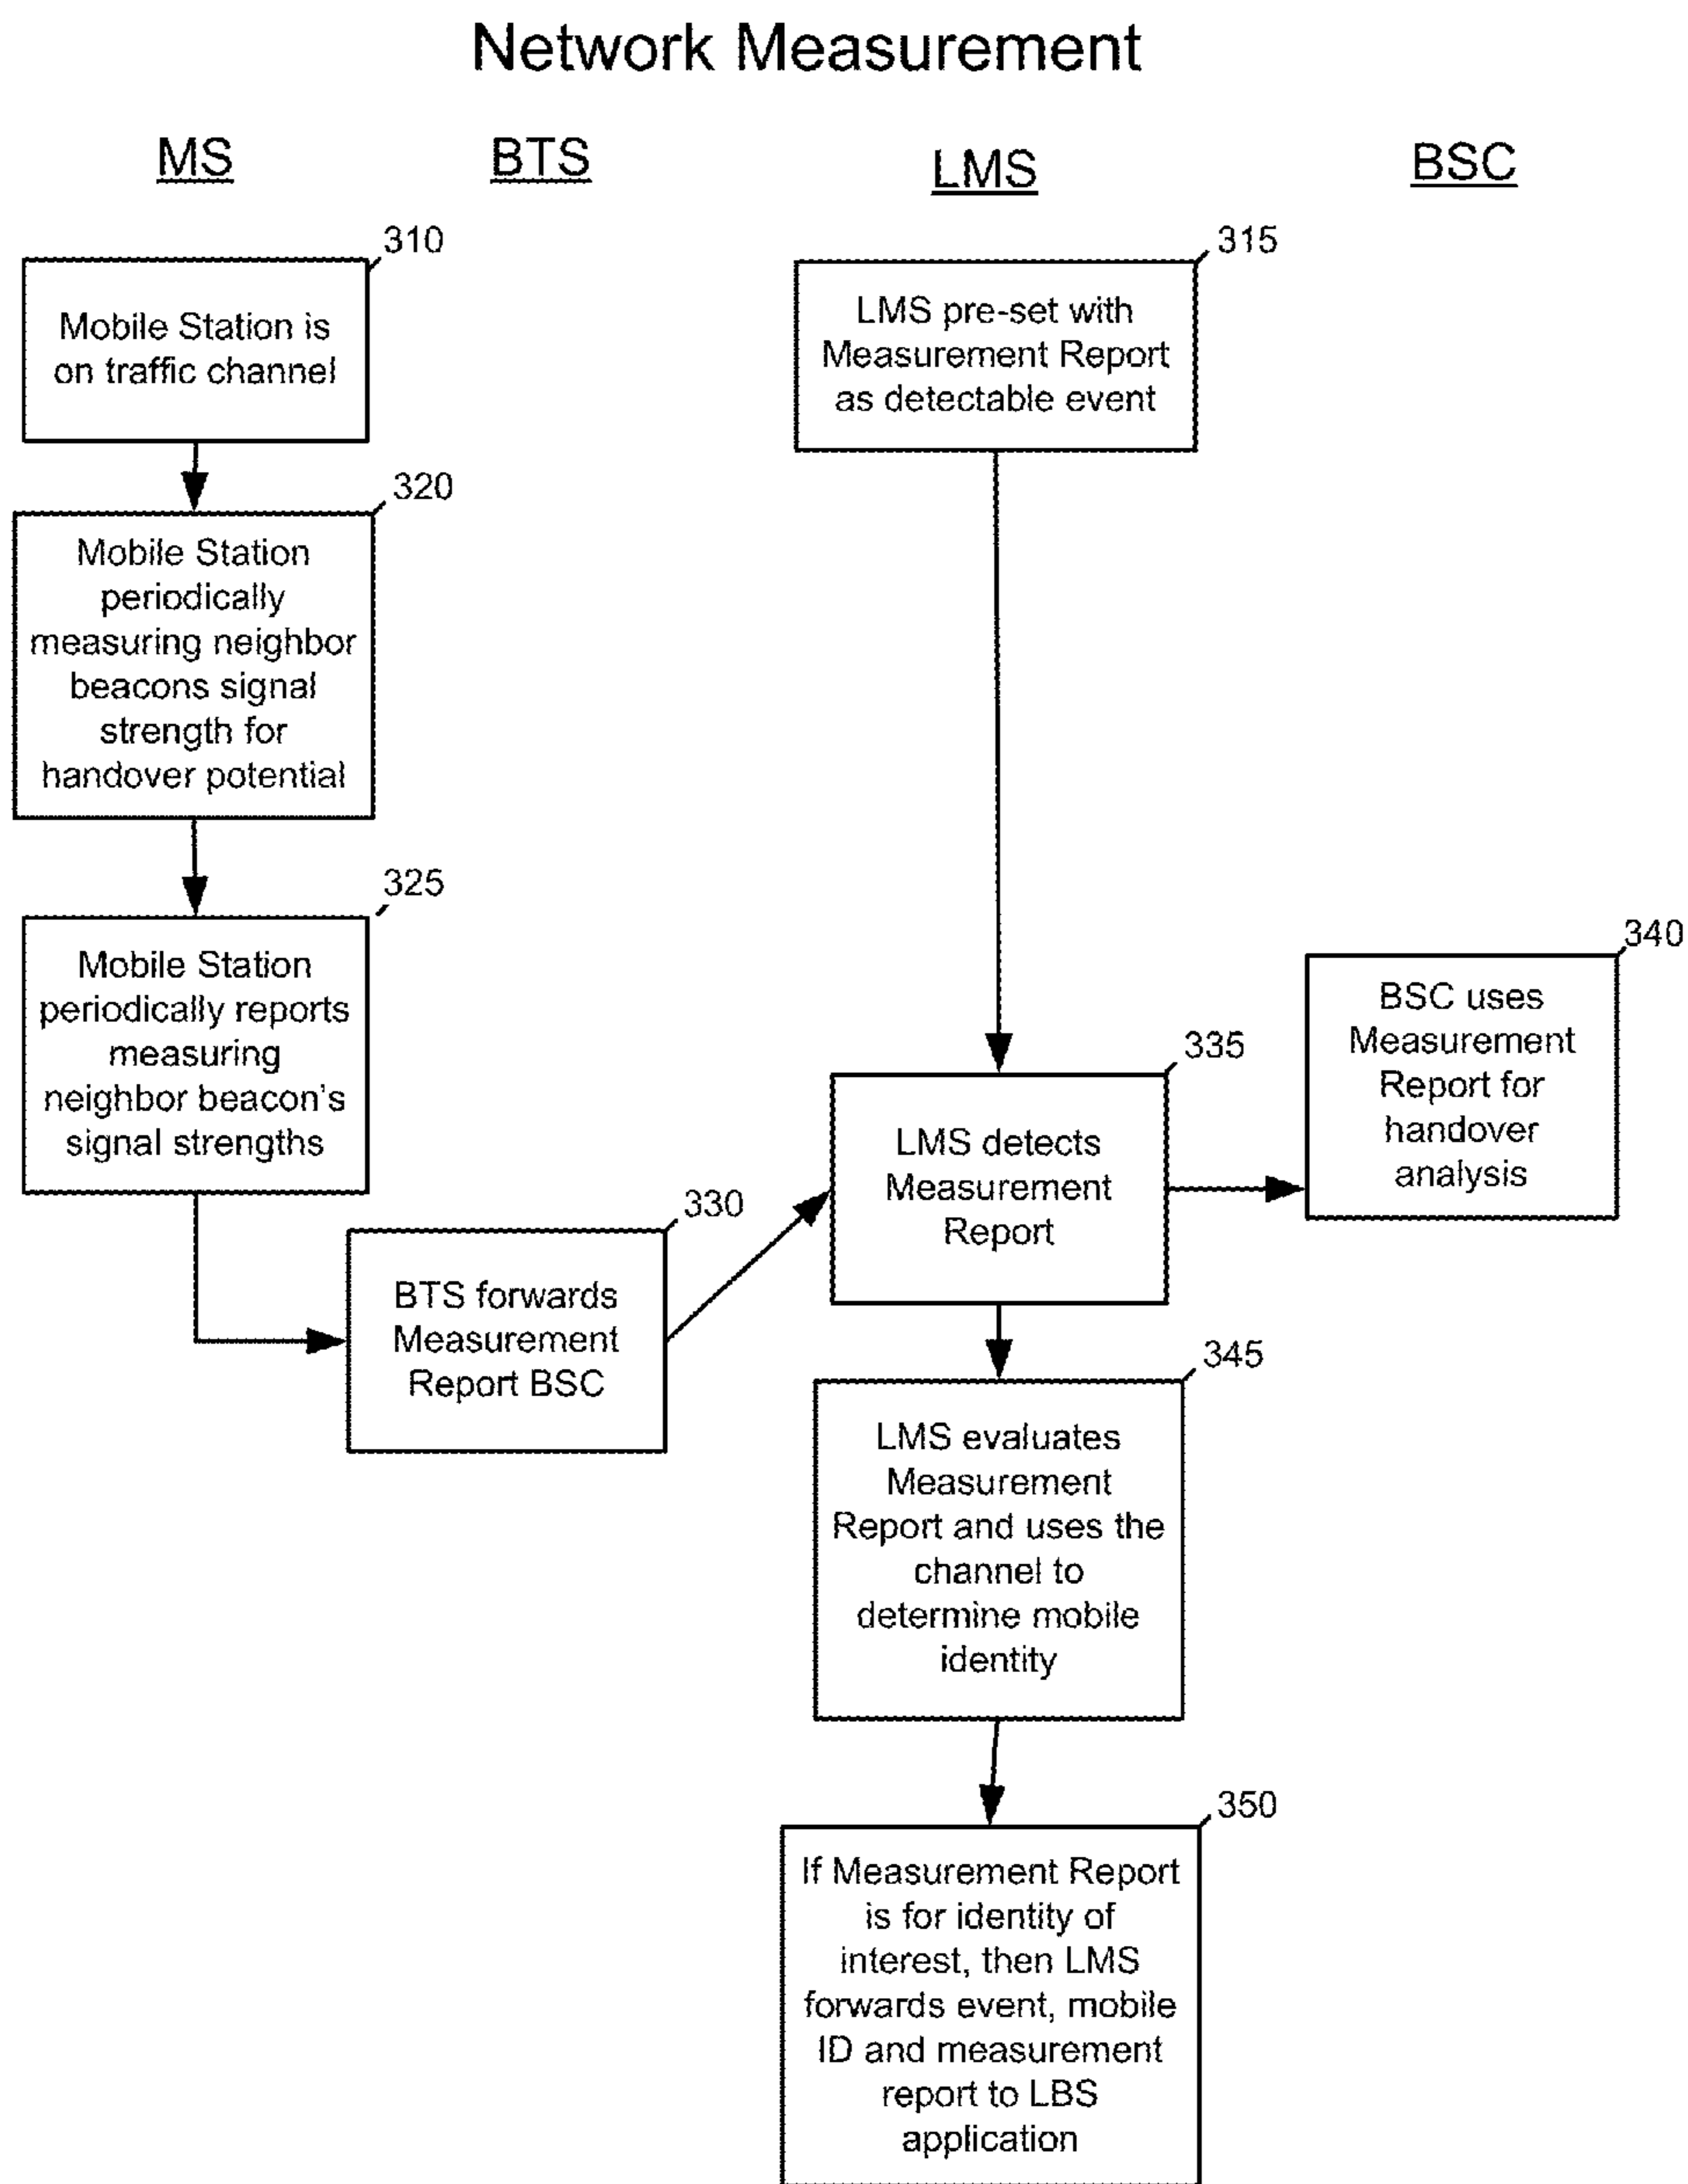 Network Measurement
MS
BTS
LMS
BSC
310
Mobile Station is
on traffic channel
315
LMS pre-set with
Measurement Report
as detectable event
320
Mobile Station
periodically
measuring neighbor
beacons signal
strength for
handover potential
325
Mobile Station
periodically reports
measuring
neighbor beacon's
signal strengths
330
BTS forwards
Measurement
Report BSC
335
LMS detects
Measurement
Report
340
BSC uses
Measurement
Report for
handover
analysis
345
LMS evaluates
Measurement
Report and uses the
channel to
determine mobile
identity
350
If Measurement Report
is for identity of
interest, then LMS
forwards event, mobile
ID and measurement
report to LBS
application